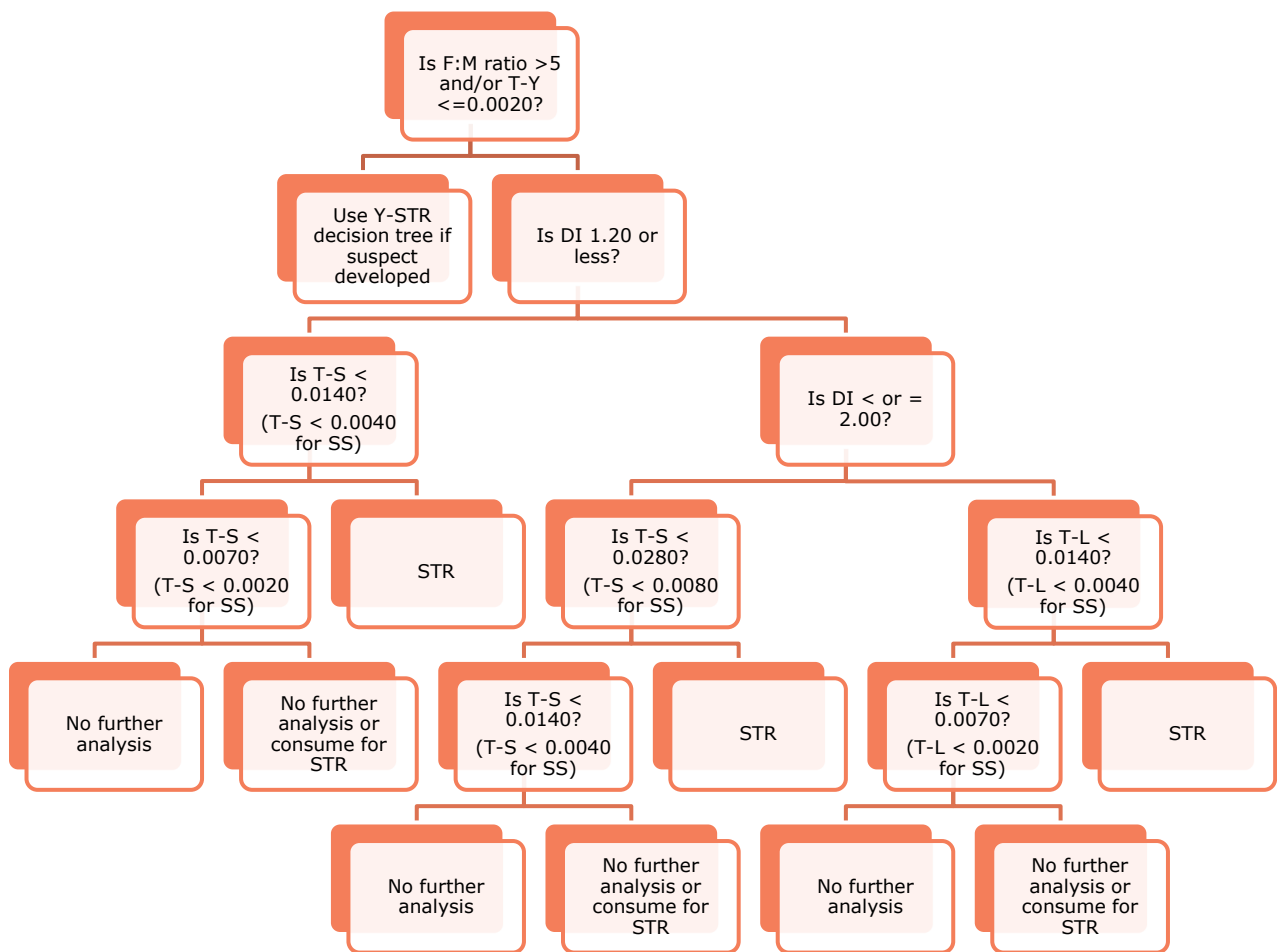 Is F:M ratio >5
and/or T-Y
<=0.0020?
Use Y-STR
decision tree if
suspect
developed
Is DI 1.20 or
less?
Is T-S <
0.0140?
(T-S < 0.0040
for SS)
Is DI < or =
2.00?
Is T-S <
0.0070?
(T-S < 0.0020
for SS)
STR
Is T-S <
0.0280?
(T-S < 0.0080
for SS)
Is T-L <
0.0140?
(T-L < 0.0040
for SS)
No further
analysis
No further
analysis or
consume for
STR
Is T-S <
0.0140?
(T-S < 0.0040
for SS)
STR
Is T-L <
0.0070?
(T-L < 0.0020
for SS)
STR
No further
analysis
No further
analysis or
consume for
STR
No further
analysis
No further
analysis or
consume for
STR